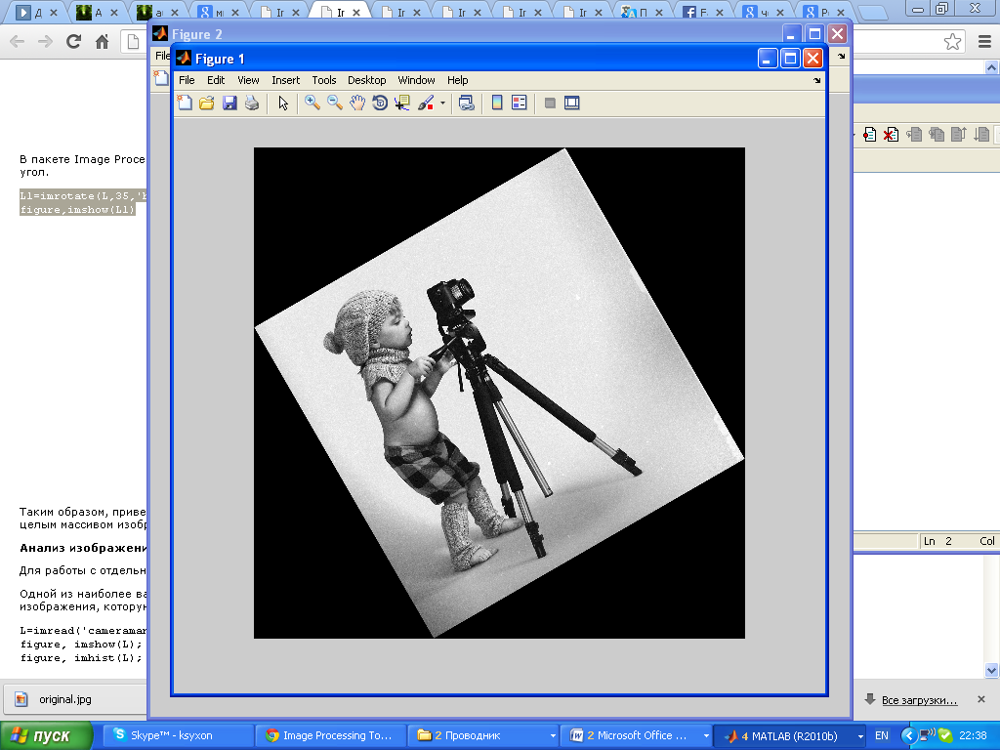 Figure 2
File
Figure 1
File Edit View Insert Tools Desktop Window Help
В пакете Image Proce
угол.
L1=imrotate(L,35,'b
figure,imshow(L1)
Таким образом, приве
целым массивом изобр
Анализ изображени
Для работы с отдельн
Одной из наиболее ва
изображения, котору
L=imread('cameraman
figure, imshow(L);
figure, imhist(L);
Ln 2 Col
original.jpg
Все загрузки...
пуск
Skype™ - ksyxon
Image Processing To...
2 Проводник
2 Microsoft Office ...
4 MATLAB (R2010b)
EN
22:38